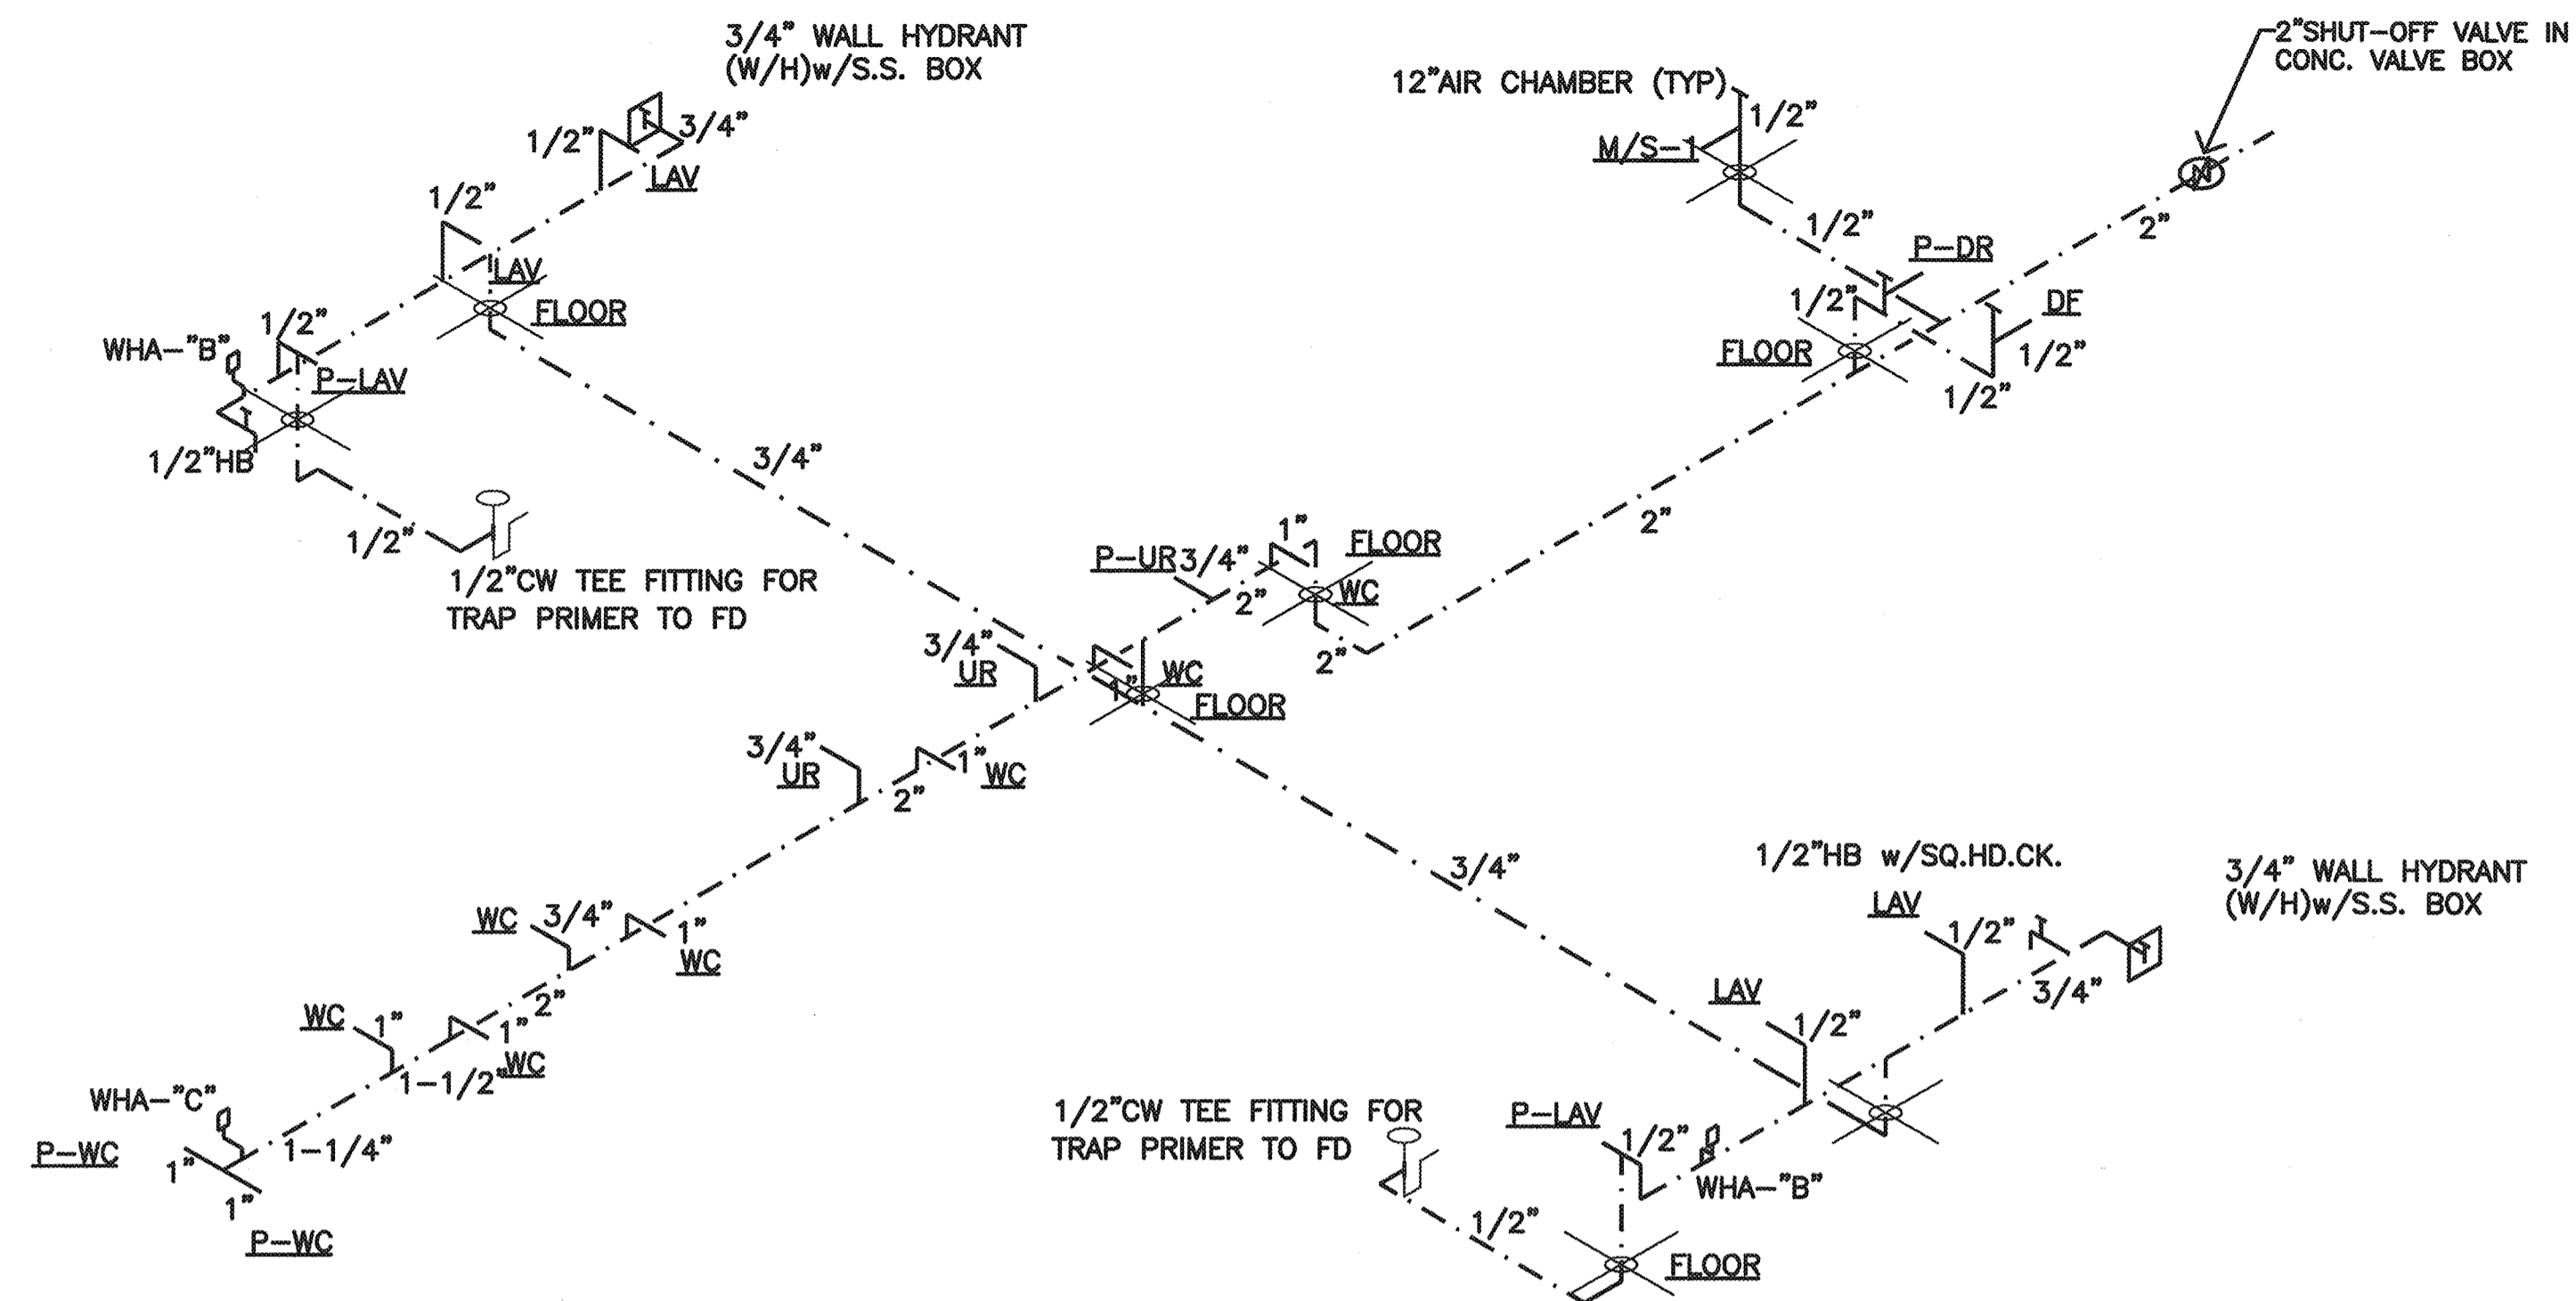 3/4" WALL HYDRANT
(W/H)w/S.S. BOX
2"SHUT-OFF VALVE IN
CONC. VALVE BOX
12"AIR CHAMBER (TYP)
1/2"
3/4"
1/2"
M/S-1
LAV
1/2"
1/2"
2"
P-DR
LAV
FLOOR
1/2"
DF
1/2"
WHA-"B"
FLOOR
1/2"
P-LAV
1/2"
1/2"HB
3/4"
1/2"
2"
1"
FLOOR
P-UR
3/4"
1/2"CW TEE FITTING FOR
TRAP PRIMER TO FD
2"
WC
3/4"
UR
2"
WC
1"
FLOOR
3/4"
UR
1"
WC
2"
3/4"
1/2"HB w/SQ.HD.CK.
3/4" WALL HYDRANT
(W/H)w/S.S. BOX
LAV
WC
3/4"
1"
WC
1/2"
LAV
3/4"
2"
WC
1"
1"
WC
1/2"
1-1/2"
WHA-"C"
1/2"CW TEE FITTING FOR
TRAP PRIMER TO FD
P-LAV
1/2"
P-WC
1"
1-1/4"
WHA-"B"
1"
1/2"
P-WC
FLOOR